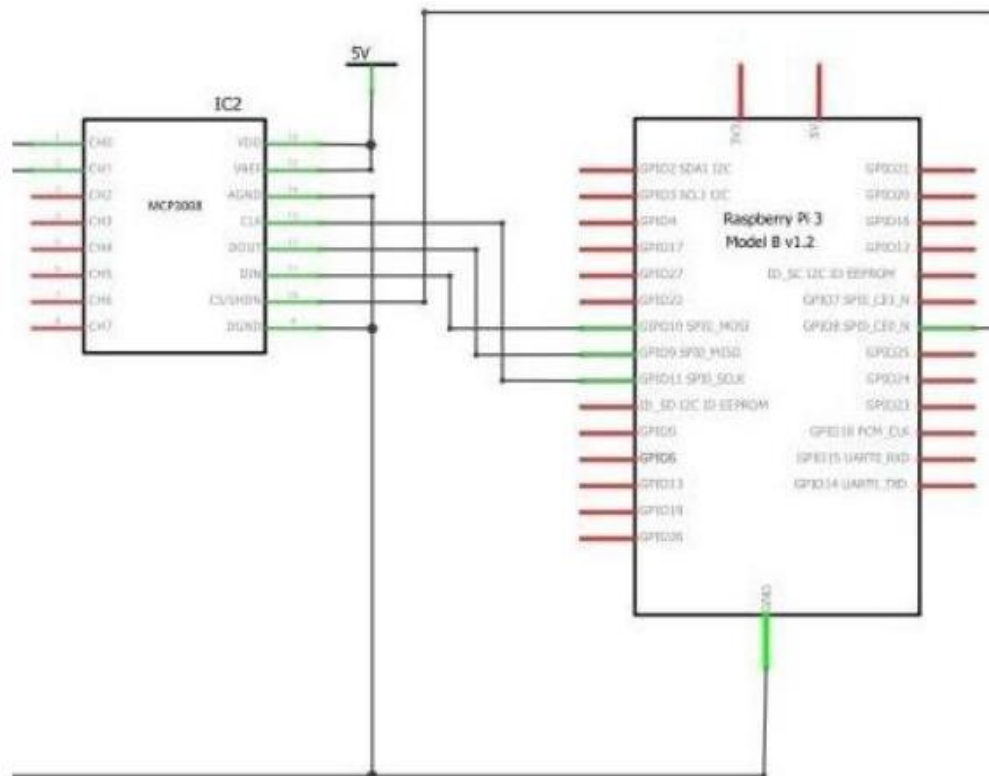 5V
IC2
MCP3008
CH0
CH1
CH2
CH3
CH4
CH5
CH6
CH7
VDD
VREF
AGND
CLK
DOUT
DIN
CS/SHDN
DGND
Raspberry Pi 3
Model B v1.2
3V3
5V
GPIO2 SDA1 I2C
GPIO3 SCL1 I2C
GPIO4
GPIO17
GPIO27
GPIO22
GPIO10 SPI0_MOSI
GPIO9 SPI0_MISO
GPIO11 SPI0_SCLK
ID_SD I2C ID EEPROM
GPIO5
GPIO6
GPIO13
GPIO19
GPIO26
GPIO21
GPIO20
GPIO16
GPIO12
ID_SC I2C ID EEPROM
GPIO7 SPI0_CE1_N
GPIO8 SPI0_CE0_N
GPIO25
GPIO24
GPIO23
GPIO18 PCM_CLK
GPIO15 UART0_RXD
GPIO14 UART0_TXD
GND